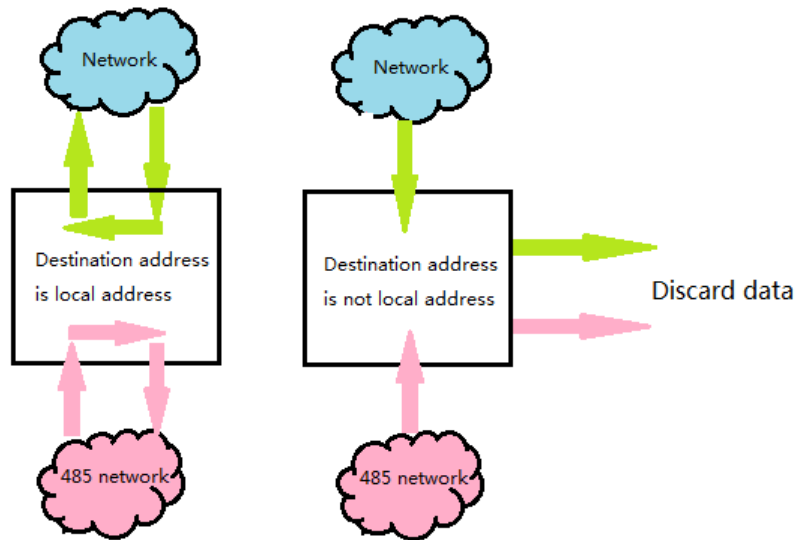 Network
Network
Destination address
is local address
Destination address
is not local address
Discard data
485 network
485 network